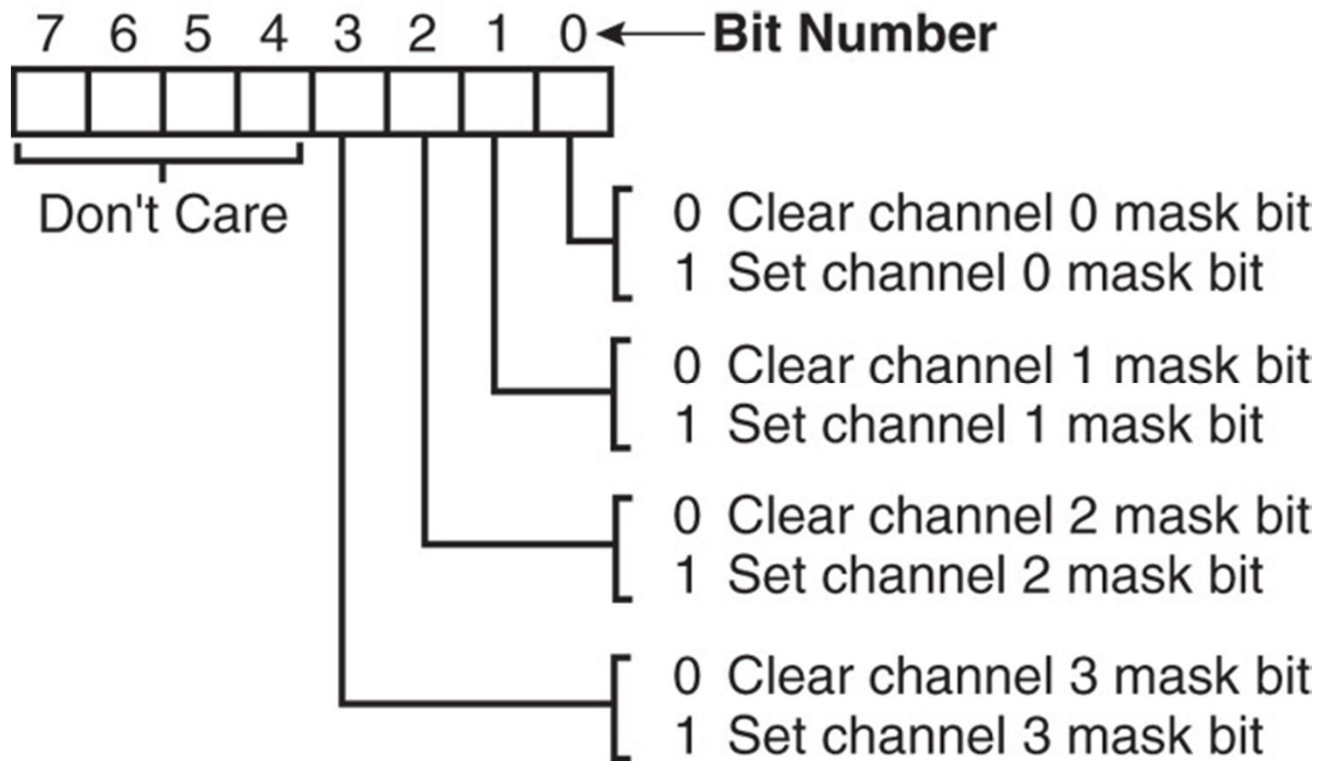 7 6 5 4 3 2 1 0 Bit Number
Don't Care
0 Clear channel 0 mask bit
1 Set channel 0 mask bit
0 Clear channel 1 mask bit
1 Set channel 1 mask bit
0 Clear channel 2 mask bit
1 Set channel 2 mask bit
0 Clear channel 3 mask bit
1 Set channel 3 mask bit